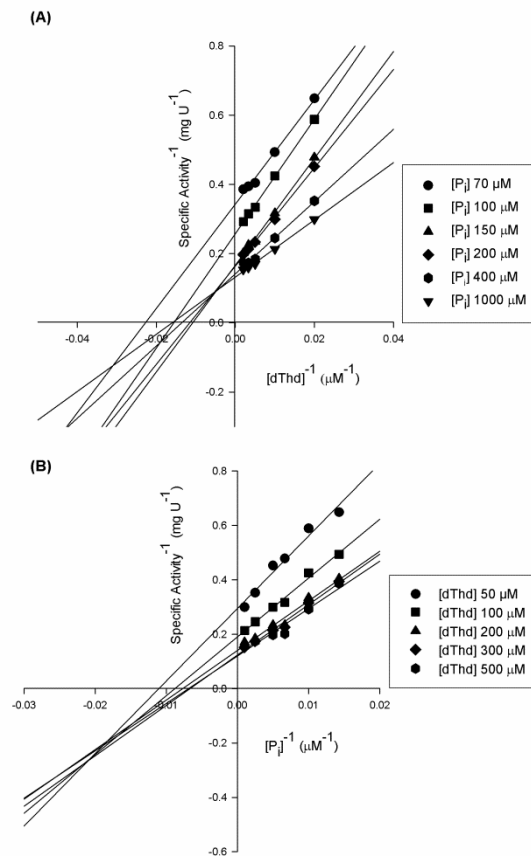 (A)
Specific Activity⁻¹ (mg U⁻¹)
0.8
0.6
0.4
0.2
0.00
-0.2
-0.04
-0.02
0.00
0.02
0.04
[dThd]⁻¹ (μM⁻¹)
[Pi] 70 μM
[Pi] 100 μM
[Pi] 150 μM
[Pi] 200 μM
[Pi] 400 μM
[Pi] 1000 μM
(B)
Specific Activity⁻¹ (mg U⁻¹)
0.8
0.6
0.4
0.2
0.00
-0.2
-0.4
-0.6
-0.03
-0.02
-0.01
0.00
0.01
0.02
[Pi]⁻¹ (μM⁻¹)
[dThd] 50 μM
[dThd] 100 μM
[dThd] 200 μM
[dThd] 300 μM
[dThd] 500 μM